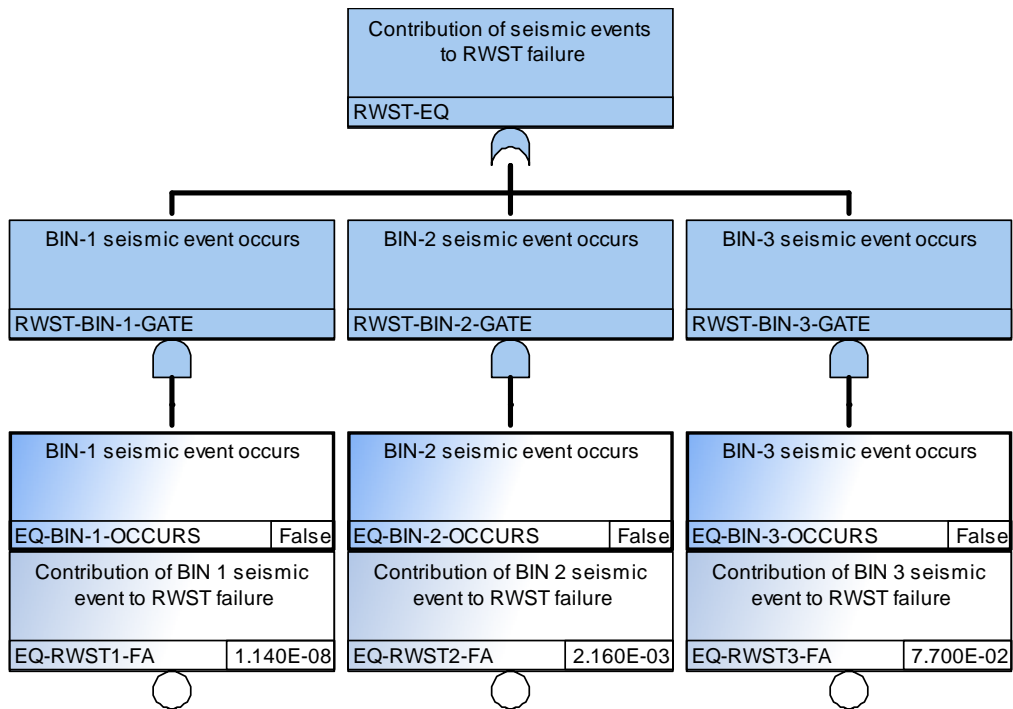 Contribution of seismic events
to RWST failure
RWST-EQ
BIN-1 seismic event occurs
RWST-BIN-1-GATE
BIN-2 seismic event occurs
RWST-BIN-2-GATE
BIN-3 seismic event occurs
RWST-BIN-3-GATE
BIN-1 seismic event occurs
EQ-BIN-1-OCCURS False
Contribution of BIN 1 seismic
event to RWST failure
EQ-RWST1-FA 1.140E-08
BIN-2 seismic event occurs
EQ-BIN-2-OCCURS False
Contribution of BIN 2 seismic
event to RWST failure
EQ-RWST2-FA 2.160E-03
BIN-3 seismic event occurs
EQ-BIN-3-OCCURS False
Contribution of BIN 3 seismic
event to RWST failure
EQ-RWST3-FA 7.700E-02